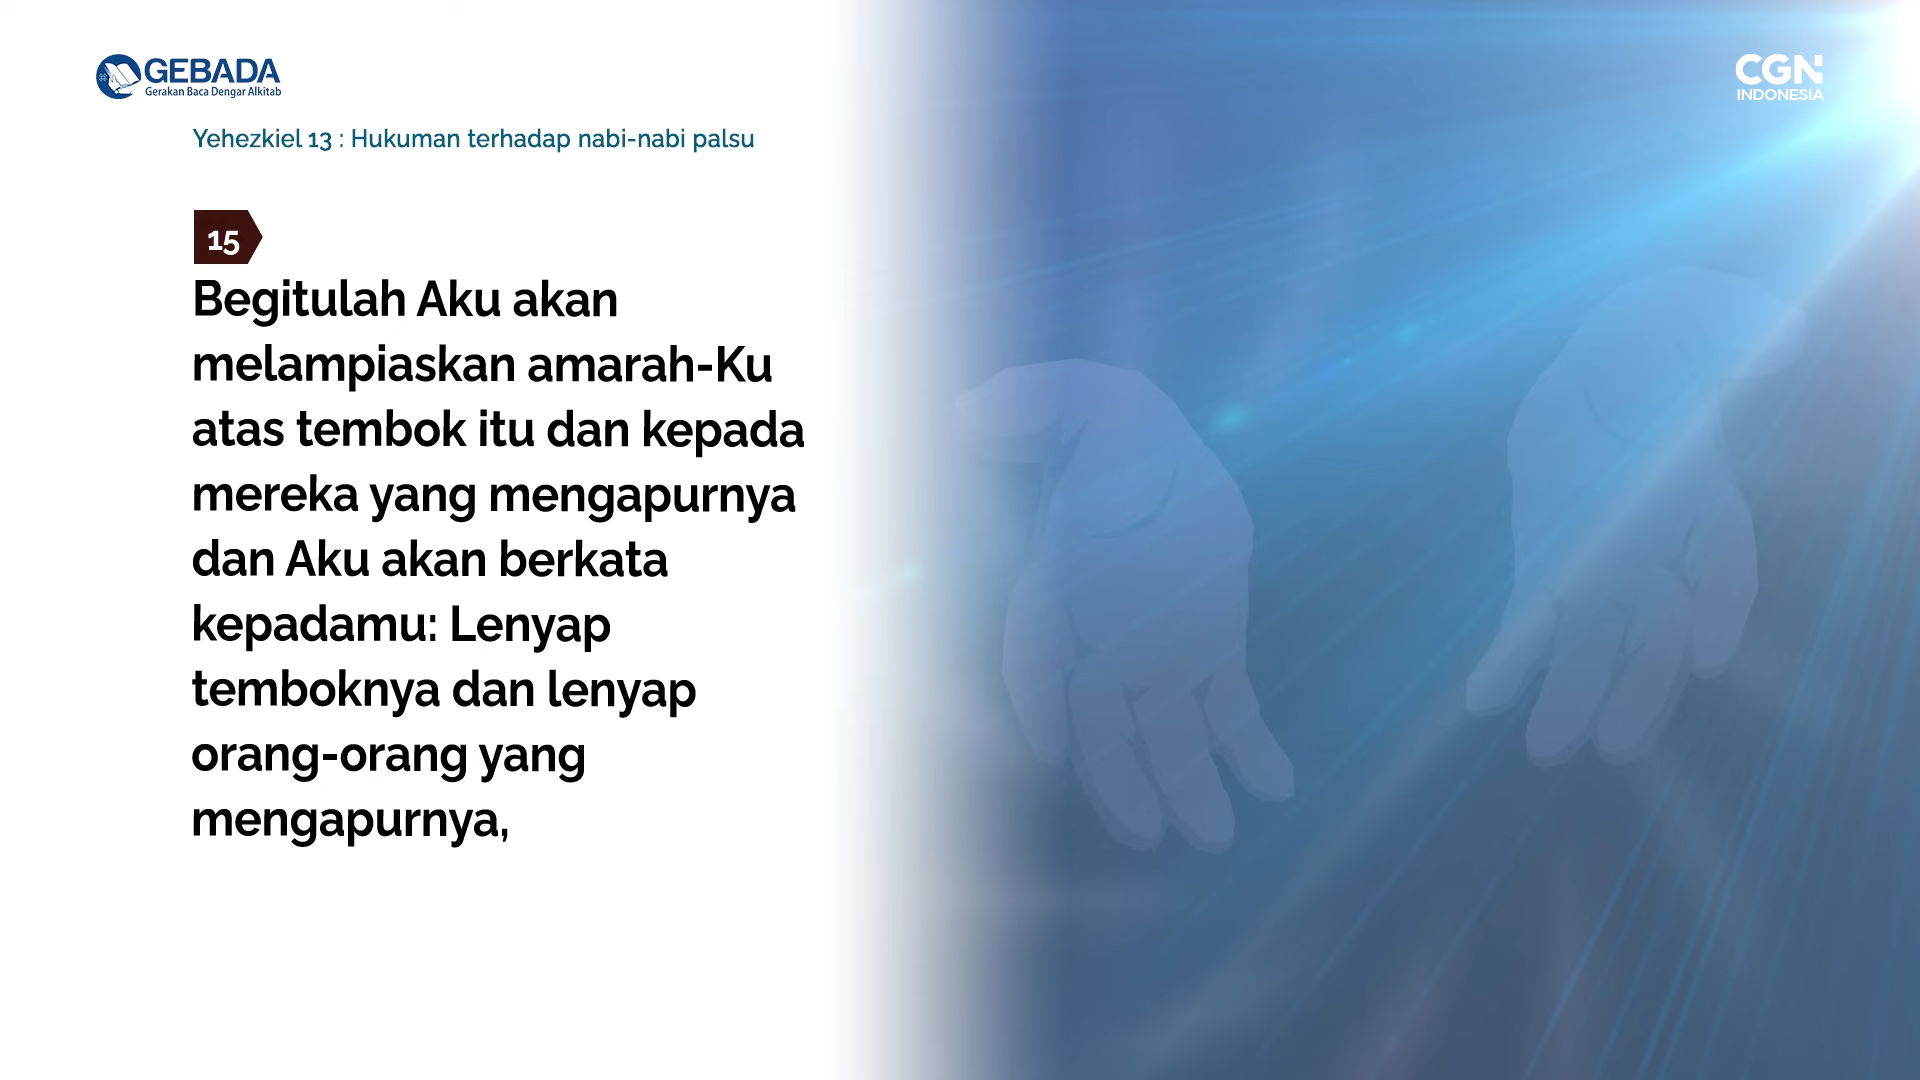 GEBADA
Gerakan Baca Dengar Alkitab
CGN
INDONESIA
Yehezkiel 13 : Hukuman terhadap nabi-nabi palsu
15
Begitulah Aku akan
melampiaskan amarah-Ku
atas tembok itu dan kepada
mereka yang mengapurnya
dan Aku akan berkata
kepadamu: Lenyap
temboknya dan lenyap
orang-orang yang
mengapurnya,